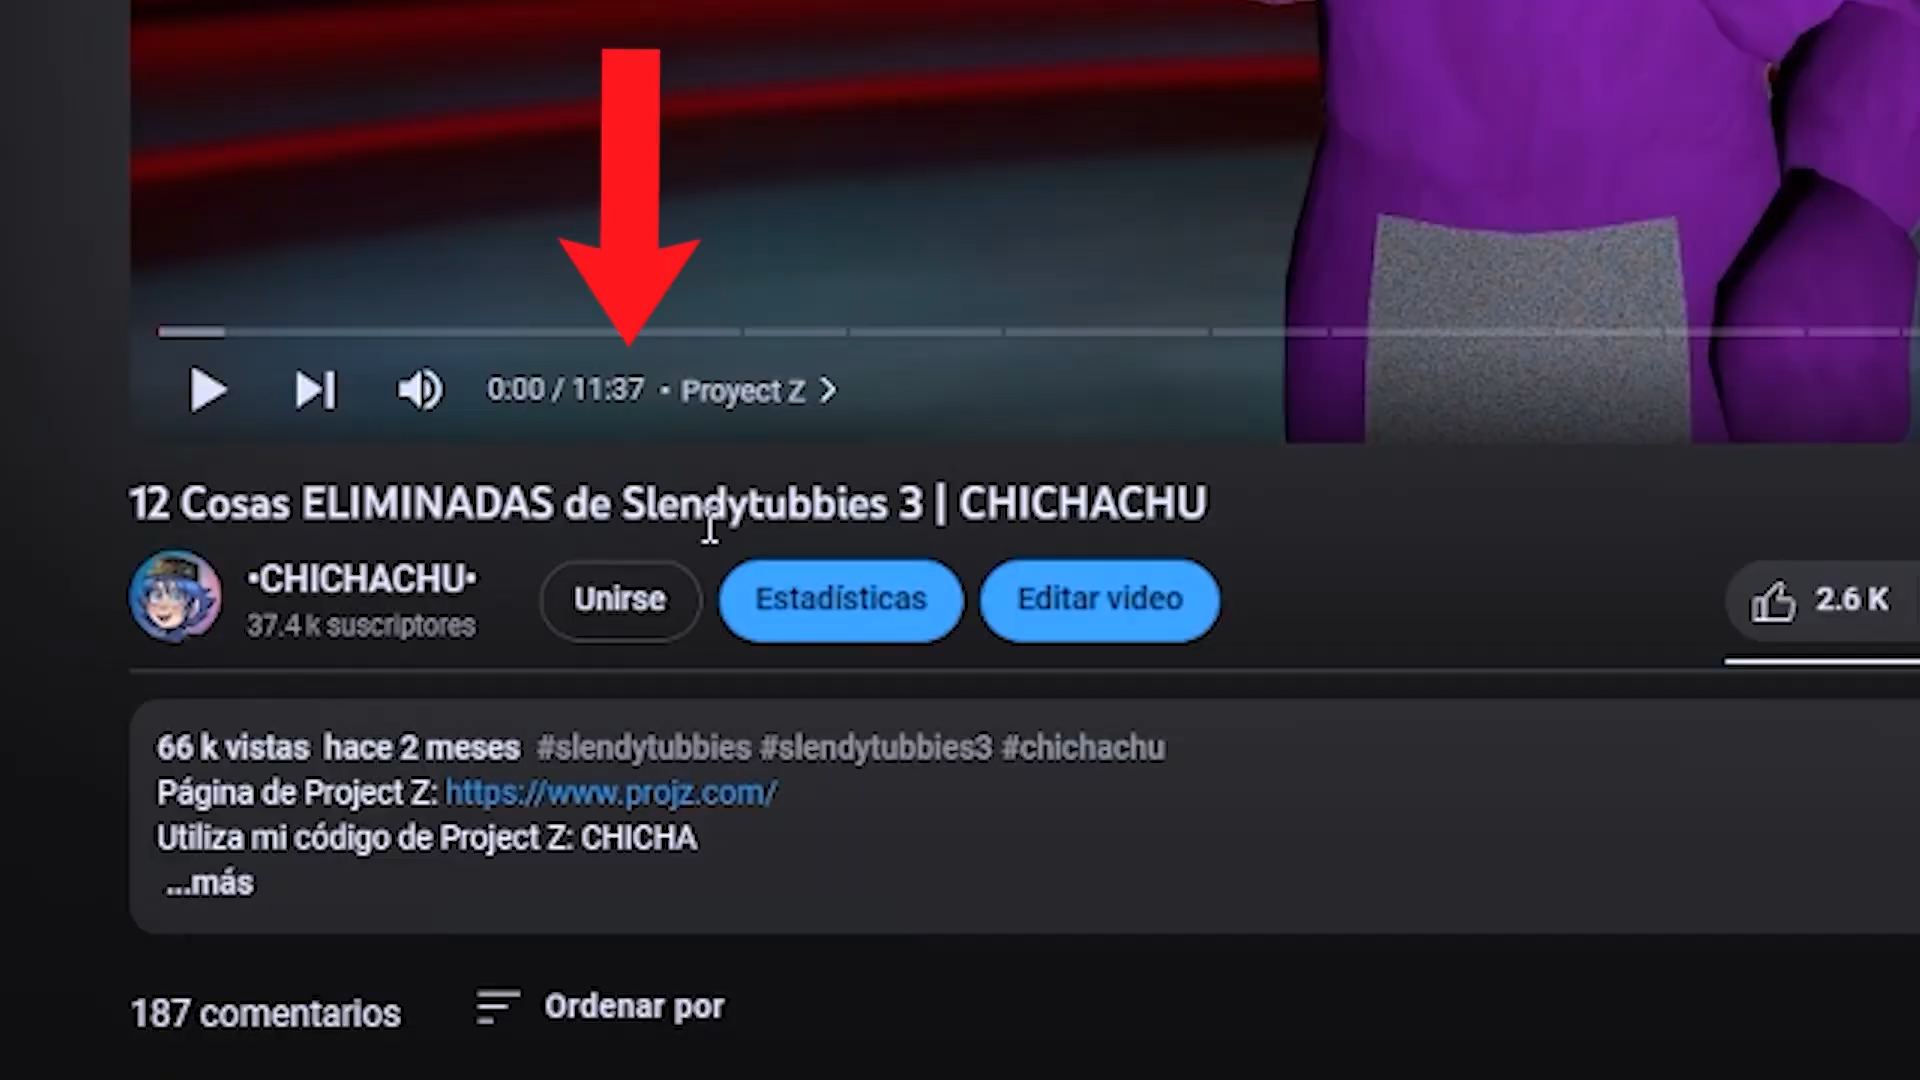 0:00 / 11:37 • Proyect Z >
12 Cosas ELIMINADAS de Slendytubbies 3 | CHICHACHU
•CHICHACHU•
37.4 k suscriptores
Unirse
Estadísticas
Editar video
2.6 K
66 k vistas hace 2 meses #slendytubbies #slendytubbies3 #chichachu
Página de Project Z: https://www.projz.com/
Utiliza mi código de Project Z: CHICHA
...más
187 comentarios
Ordenar por